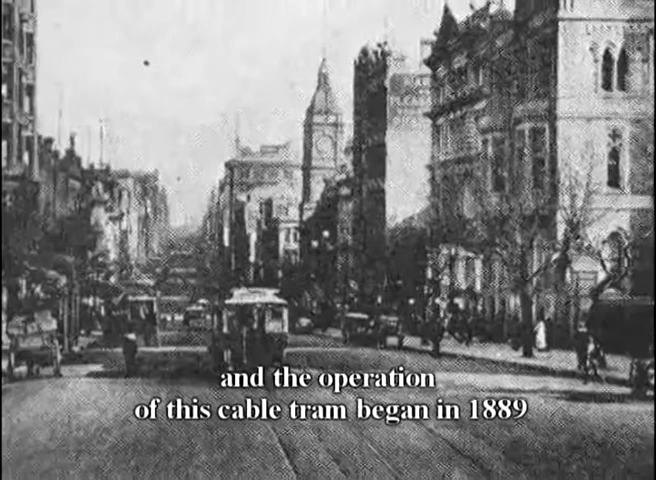 and the operation
of this cable tram began in 1889